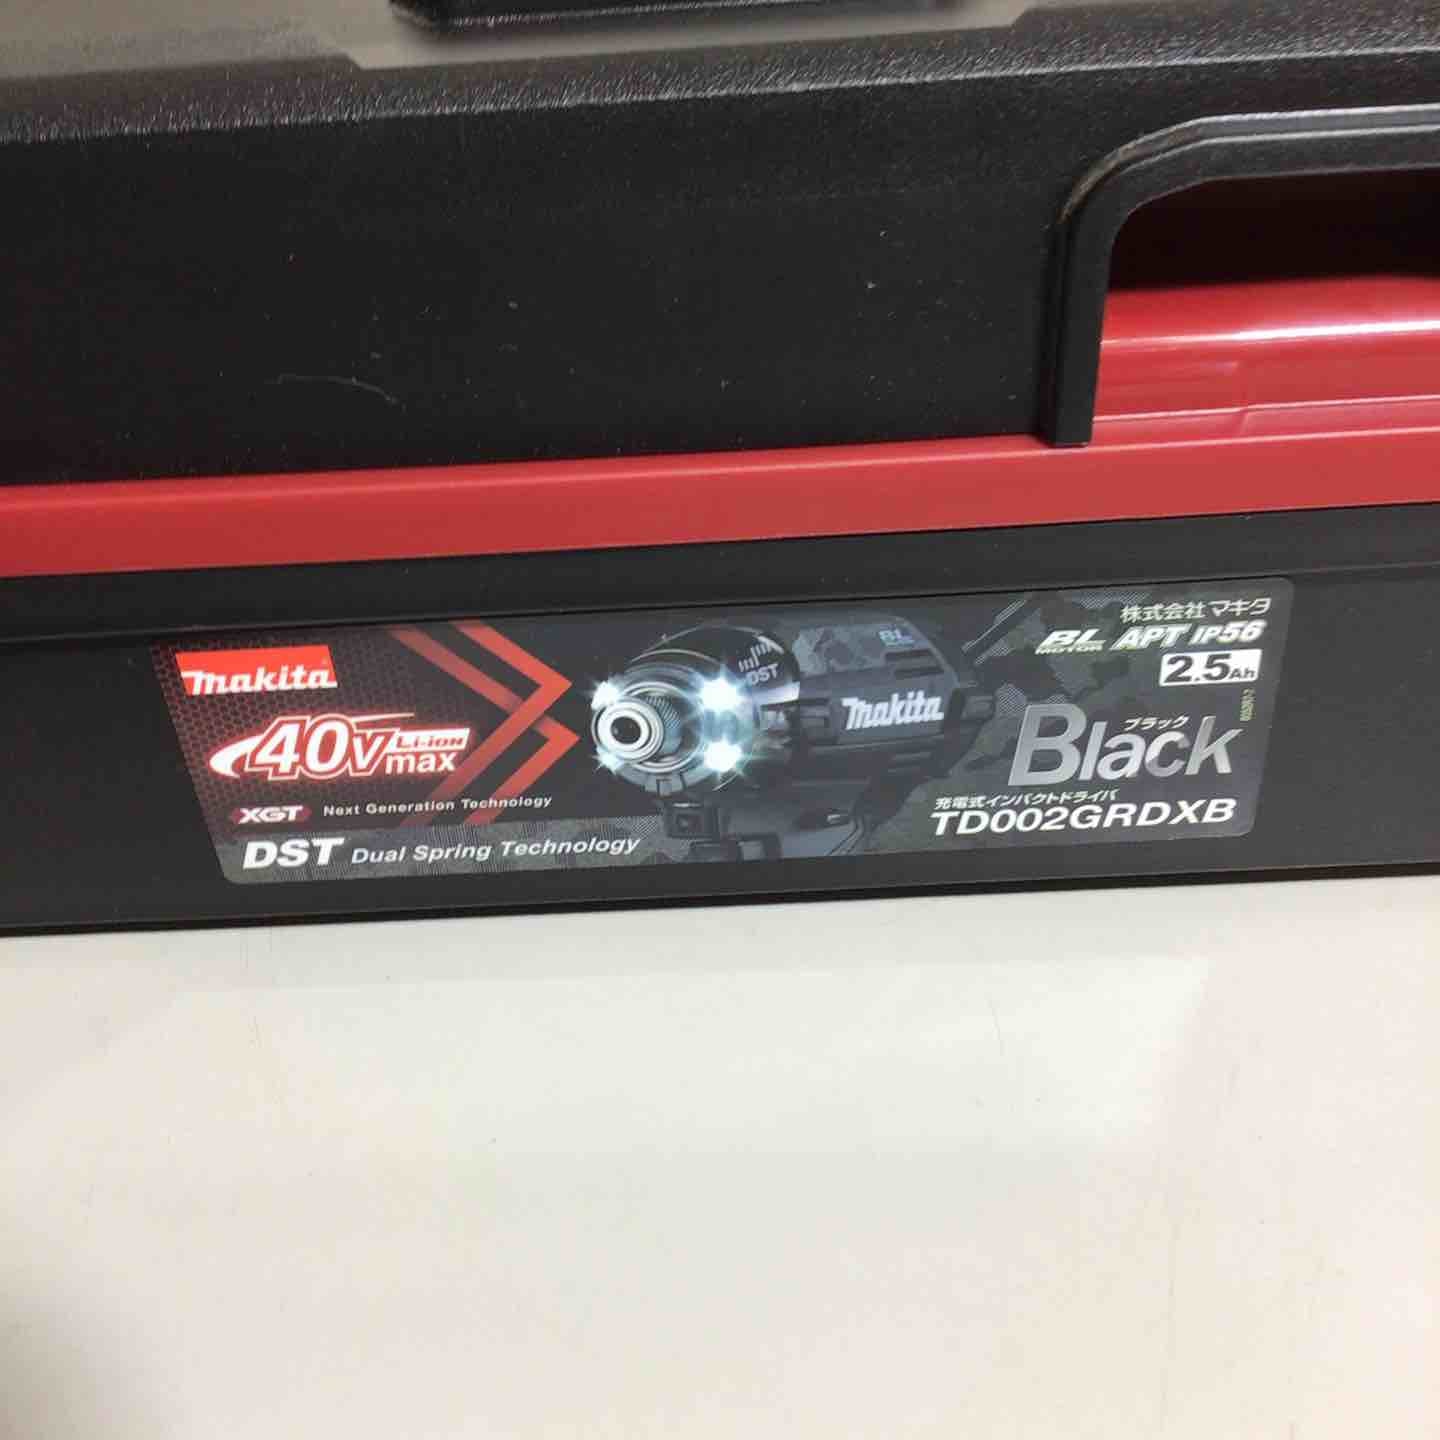 makita
40Vmax Li-ion
XGT Next Generation Technology
DST Dual Spring Technology
DST
BL
makita
株式会社マキタ
BL MOTOR APT IP56
2.5Ah
ブラック
Black
充電式インパクトドライバ
TD002GRDXB